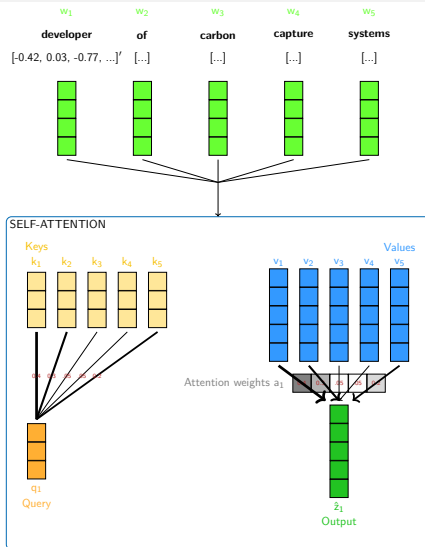 w1 w2 w3 w4 w5
developer of carbon capture systems
[-0.42, 0.03, -0.77, ...]′ [...] [...] [...] [...]
SELF-ATTENTION
Keys
Values
k1 k2 k3 k4 k5
v1 v2 v3 v4 v5
Attention weights a1
q1
Query
ẑ1
Output